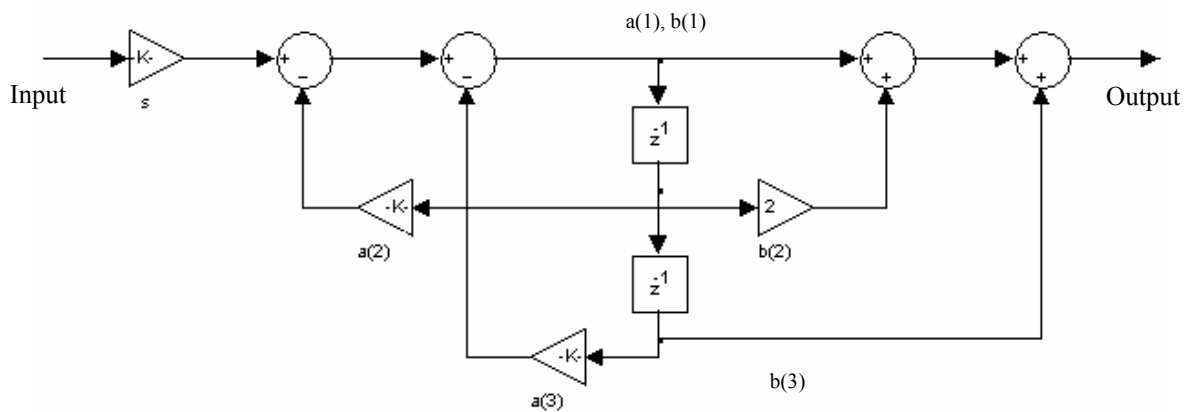 a(1), b(1)
K-
+
+
+
+
−
−
+
+
Input
s
Output
z-1
-K-
2
a(2)
b(2)
z-1
-K-
b(3)
a(3)